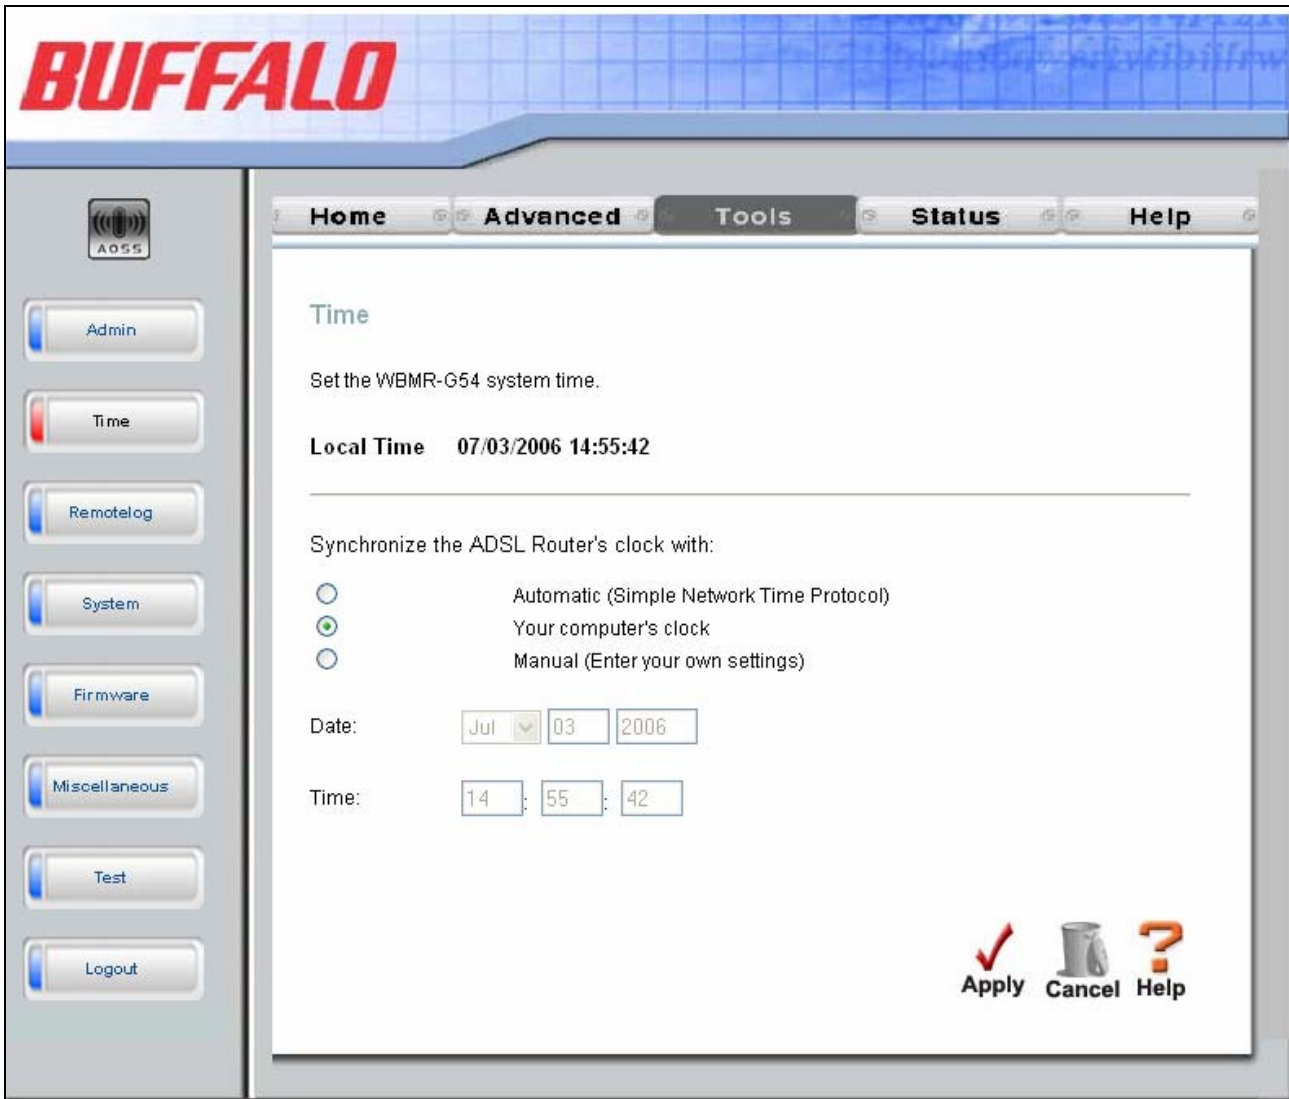 BUFFALO
AOSS
Home Advanced Tools Status Help
Admin
Time
Remotelog
System
Firmware
Miscellaneous
Test
Logout
Time
Set the WBMR-G54 system time.
Local Time 07/03/2006 14:55:42
Synchronize the ADSL Router's clock with:
Automatic (Simple Network Time Protocol)
Your computer's clock
Manual (Enter your own settings)
Date: Jul 03 2006
Time: 14 : 55 : 42
Apply Cancel Help